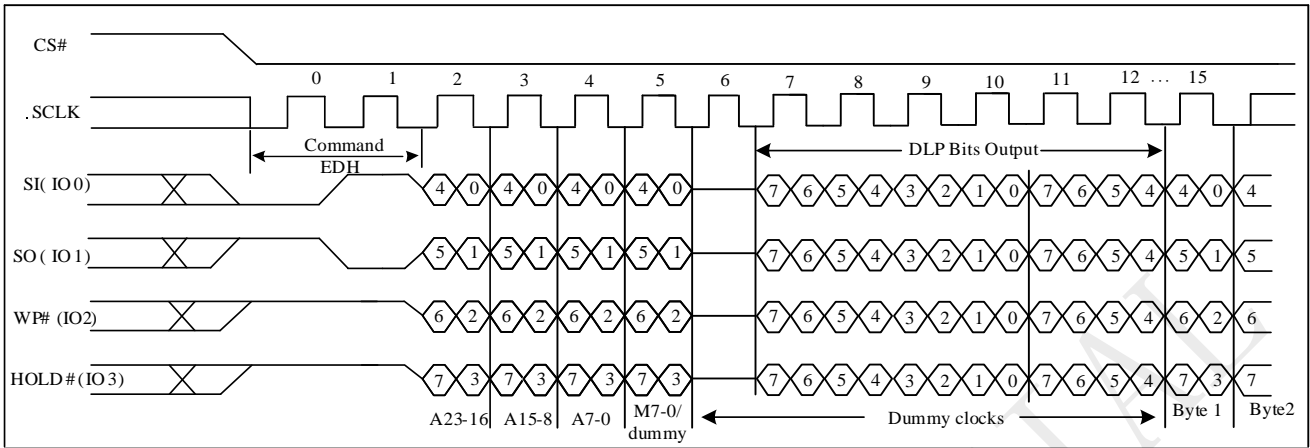 CS#
0 1 2 3 4 5 6 7 8 9 10 11 12 ... 15
.SCLK
Command
EDH
DLP Bits Output
SI( IO 0) 4 0 4 0 4 0 4 0 7 6 5 4 3 2 1 0 7 6 5 4 4 0 4
SO ( IO 1) 5 1 5 1 5 1 5 1 7 6 5 4 3 2 1 0 7 6 5 4 5 1 5
WP# (IO2) 6 2 6 2 6 2 6 2 7 6 5 4 3 2 1 0 7 6 5 4 6 2 6
HOLD # (IO 3) 7 3 7 3 7 3 7 3 7 6 5 4 3 2 1 0 7 6 5 4 7 3 7
A23-16 A15-8 A7-0 M7-0/ Dummy clocks Byte 1 Byte2
dummy